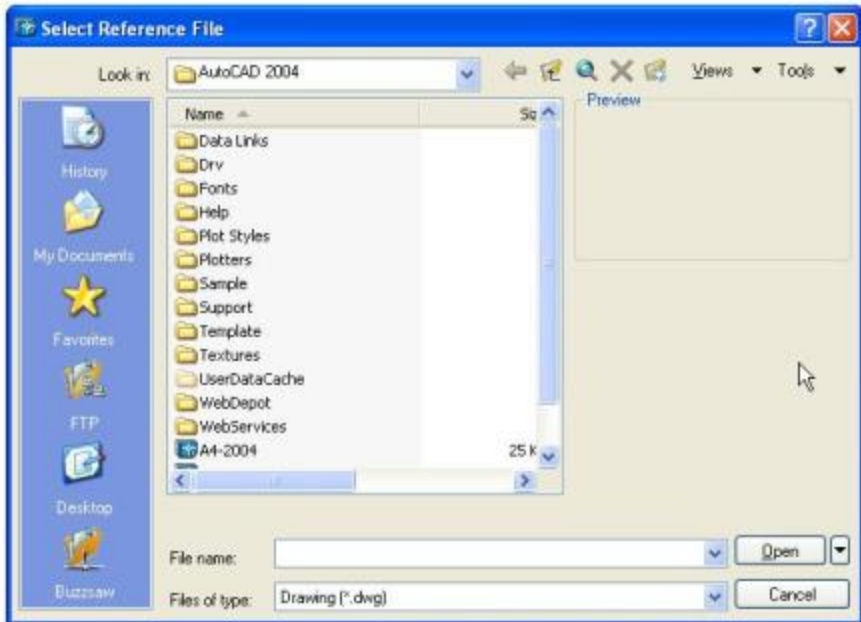 Select Reference File
Look in: AutoCAD 2004 Views Tools
Name Siz
Preview
Data Links
Drv
Fonts
Help
Plot Styles
Plotters
Sample
Support
Template
Textures
UserDataCache
WebDepot
WebServices
A4-2004 25 K
History
My Documents
Favorites
FTP
Desktop
Buzzsaw
File name: Open
Files of type: Drawing (*.dwg) Cancel